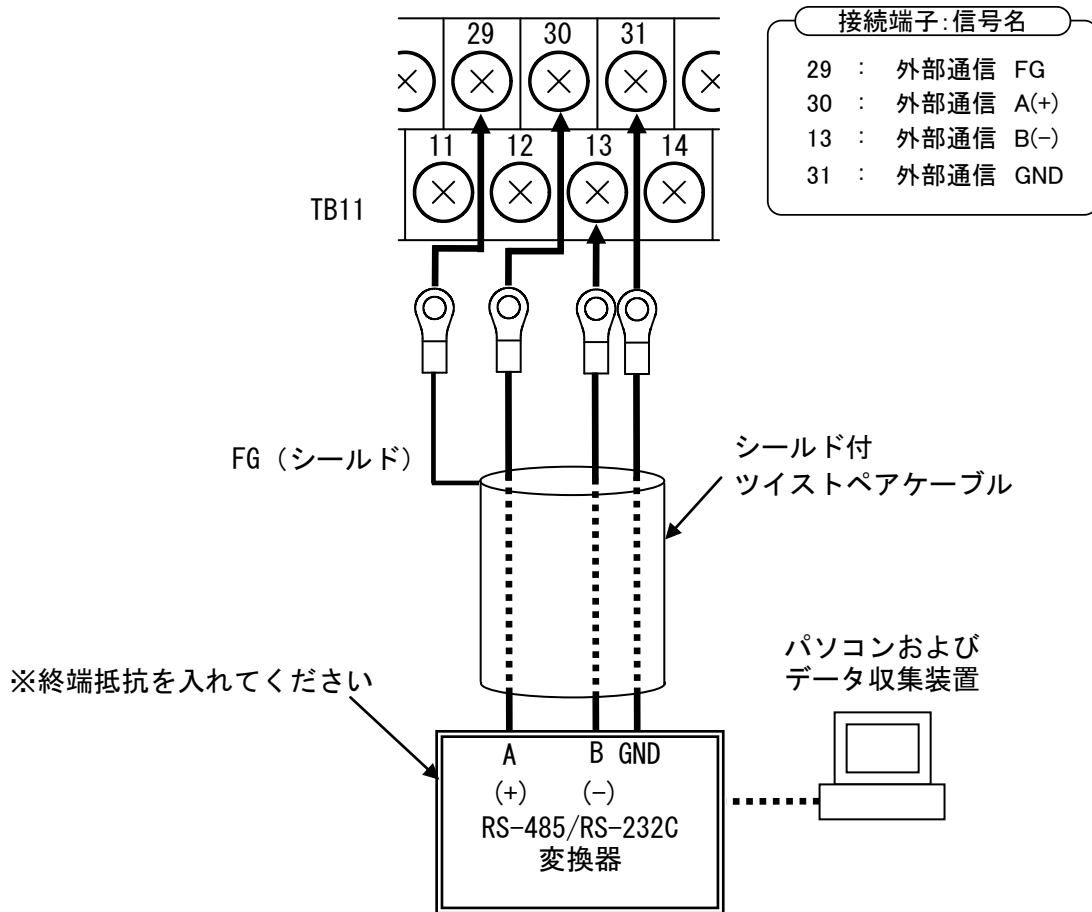 29 30 31
11 12 13 14
TB11
接続端子:信号名
29 : 外部通信 FG
30 : 外部通信 A(+)
13 : 外部通信 B(−)
31 : 外部通信 GND
FG (シールド)
シールド付
ツイストペアケーブル
※終端抵抗を入れてください
パソコンおよび
データ収集装置
A B GND
(+) (−)
RS-485/RS-232C
変換器